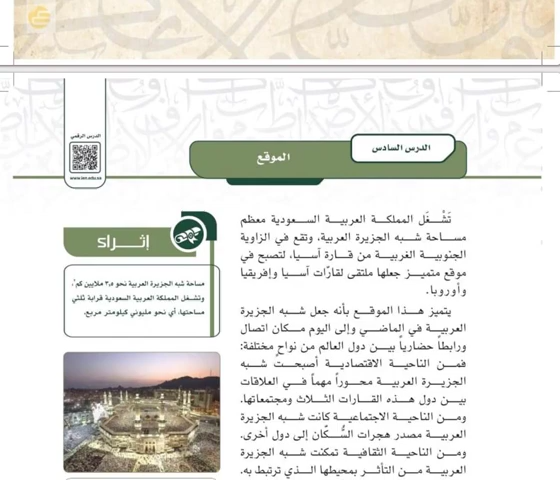 الدرس السادس
الموقع
الدرس الرقمي
www.ien.edu.sa
تَشْغَل المملكة العربية السعودية معظم
مساحة شبه الجزيرة العربية، وتقع في الزاوية
الجنوبية الغربية من قارة آسيا، لتصبح في
موقع متميز جعلها ملتقى لقارّات آسيا وإفريقيا
وأوروبا.
يتميز هذا الموقع بأنه جعل شبه الجزيرة
العربية في الماضي وإلى اليوم مكان اتصال
ورابطاً حضارياً بين دول العالم من نواحٍ مختلفة:
فمن الناحية الاقتصادية أصبحت شبه
الجزيرة العربية محوراً مهماً في العلاقات
بين دول هذه القارات الثلاث ومجتمعاتها.
ومن الناحية الاجتماعية كانت شبه الجزيرة
العربية مصدر هجرات السُّكّان إلى دول أخرى.
ومن الناحية الثقافية تمكنت شبه الجزيرة
العربية من التأثر بمحيطها الذي ترتبط به.
إثراء
مساحة شبه الجزيرة العربية نحو ٣,٥ ملايين كم٢،
وتشغل المملكة العربية السعودية قرابة ثلثي
مساحتها، أي نحو مليوني كيلومتر مربع.